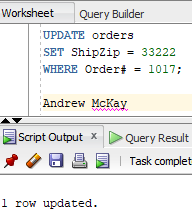 Worksheet Query Builder
UPDATE orders
SET ShipZip = 33222
WHERE Order# = 1017;
Andrew McKay
Script Output x Query Result
Task complet
1 row updated.